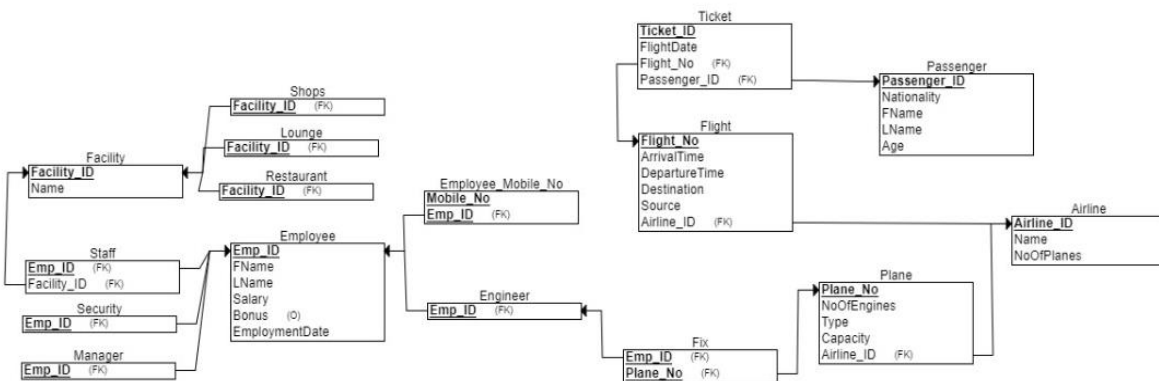 Ticket
Ticket_ID
FlightDate
Flight_No (FK)
Passenger_ID (FK)
Passenger
Passenger_ID
Nationality
FName
LName
Age
Shops
Facility_ID (FK)
Lounge
Facility_ID (FK)
Restaurant
Facility_ID (FK)
Facility
Facility_ID
Name
Flight
Flight_No
ArrivalTime
DepartureTime
Destination
Source
Airline_ID (FK)
Employee_Mobile_No
Mobile_No
Emp_ID (FK)
Airline
Airline_ID
Name
NoOfPlanes
Staff
Emp_ID (FK)
Facility_ID (FK)
Security
Emp_ID (FK)
Manager
Emp_ID (FK)
Employee
Emp_ID
FName
LName
Salary
Bonus (O)
EmploymentDate
Engineer
Emp_ID (FK)
Plane
Plane_No
NoOfEngines
Type
Capacity
Airline_ID (FK)
Fix
Emp_ID (FK)
Plane_No (FK)